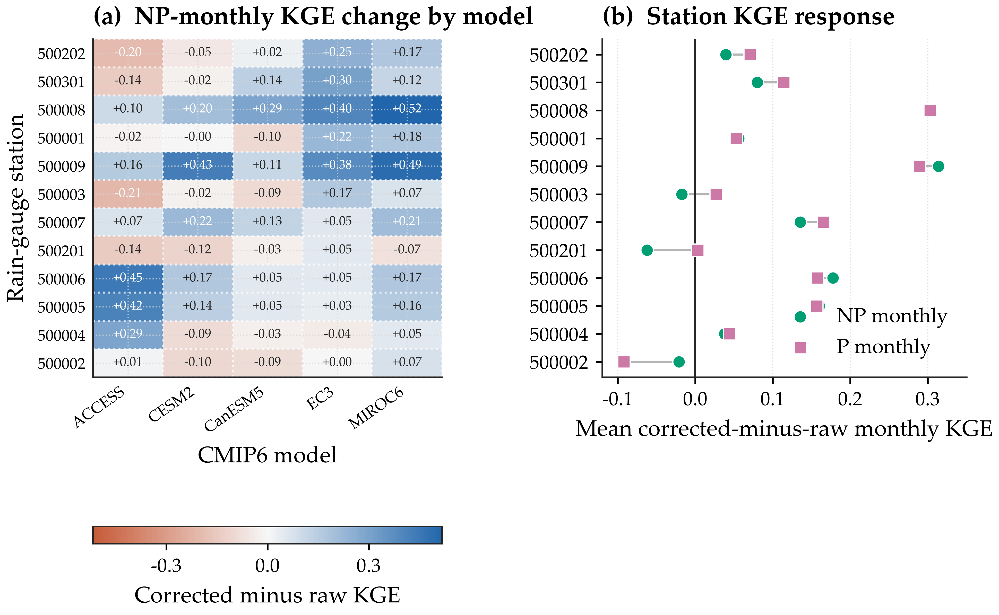 (a) NP-monthly KGE change by model
Rain-gauge station
500202 -0.20 -0.05 +0.02 +0.25 +0.17
500301 -0.14 -0.02 +0.14 +0.30 +0.12
500008 +0.10 +0.20 +0.29 +0.40 +0.52
500001 -0.02 -0.00 -0.10 +0.22 +0.18
500009 +0.16 +0.43 +0.11 +0.38 +0.49
500003 -0.21 -0.02 -0.09 +0.17 +0.07
500007 +0.07 +0.22 +0.13 +0.05 +0.21
500201 -0.14 -0.12 -0.03 +0.05 -0.07
500006 +0.45 +0.17 +0.05 +0.05 +0.17
500005 +0.42 +0.14 +0.05 +0.03 +0.16
500004 +0.29 -0.09 -0.03 -0.04 +0.05
500002 +0.01 -0.10 -0.09 +0.00 +0.07
ACCESS CESM2 CanESM5 EC3 MIROC6
CMIP6 model
-0.3 0.0 0.3
Corrected minus raw KGE
(b) Station KGE response
500202
500301
500008
500001
500009
500003
500007
500201
500006
500005
500004
500002
NP monthly
P monthly
-0.1 0.0 0.1 0.2 0.3
Mean corrected-minus-raw monthly KGE